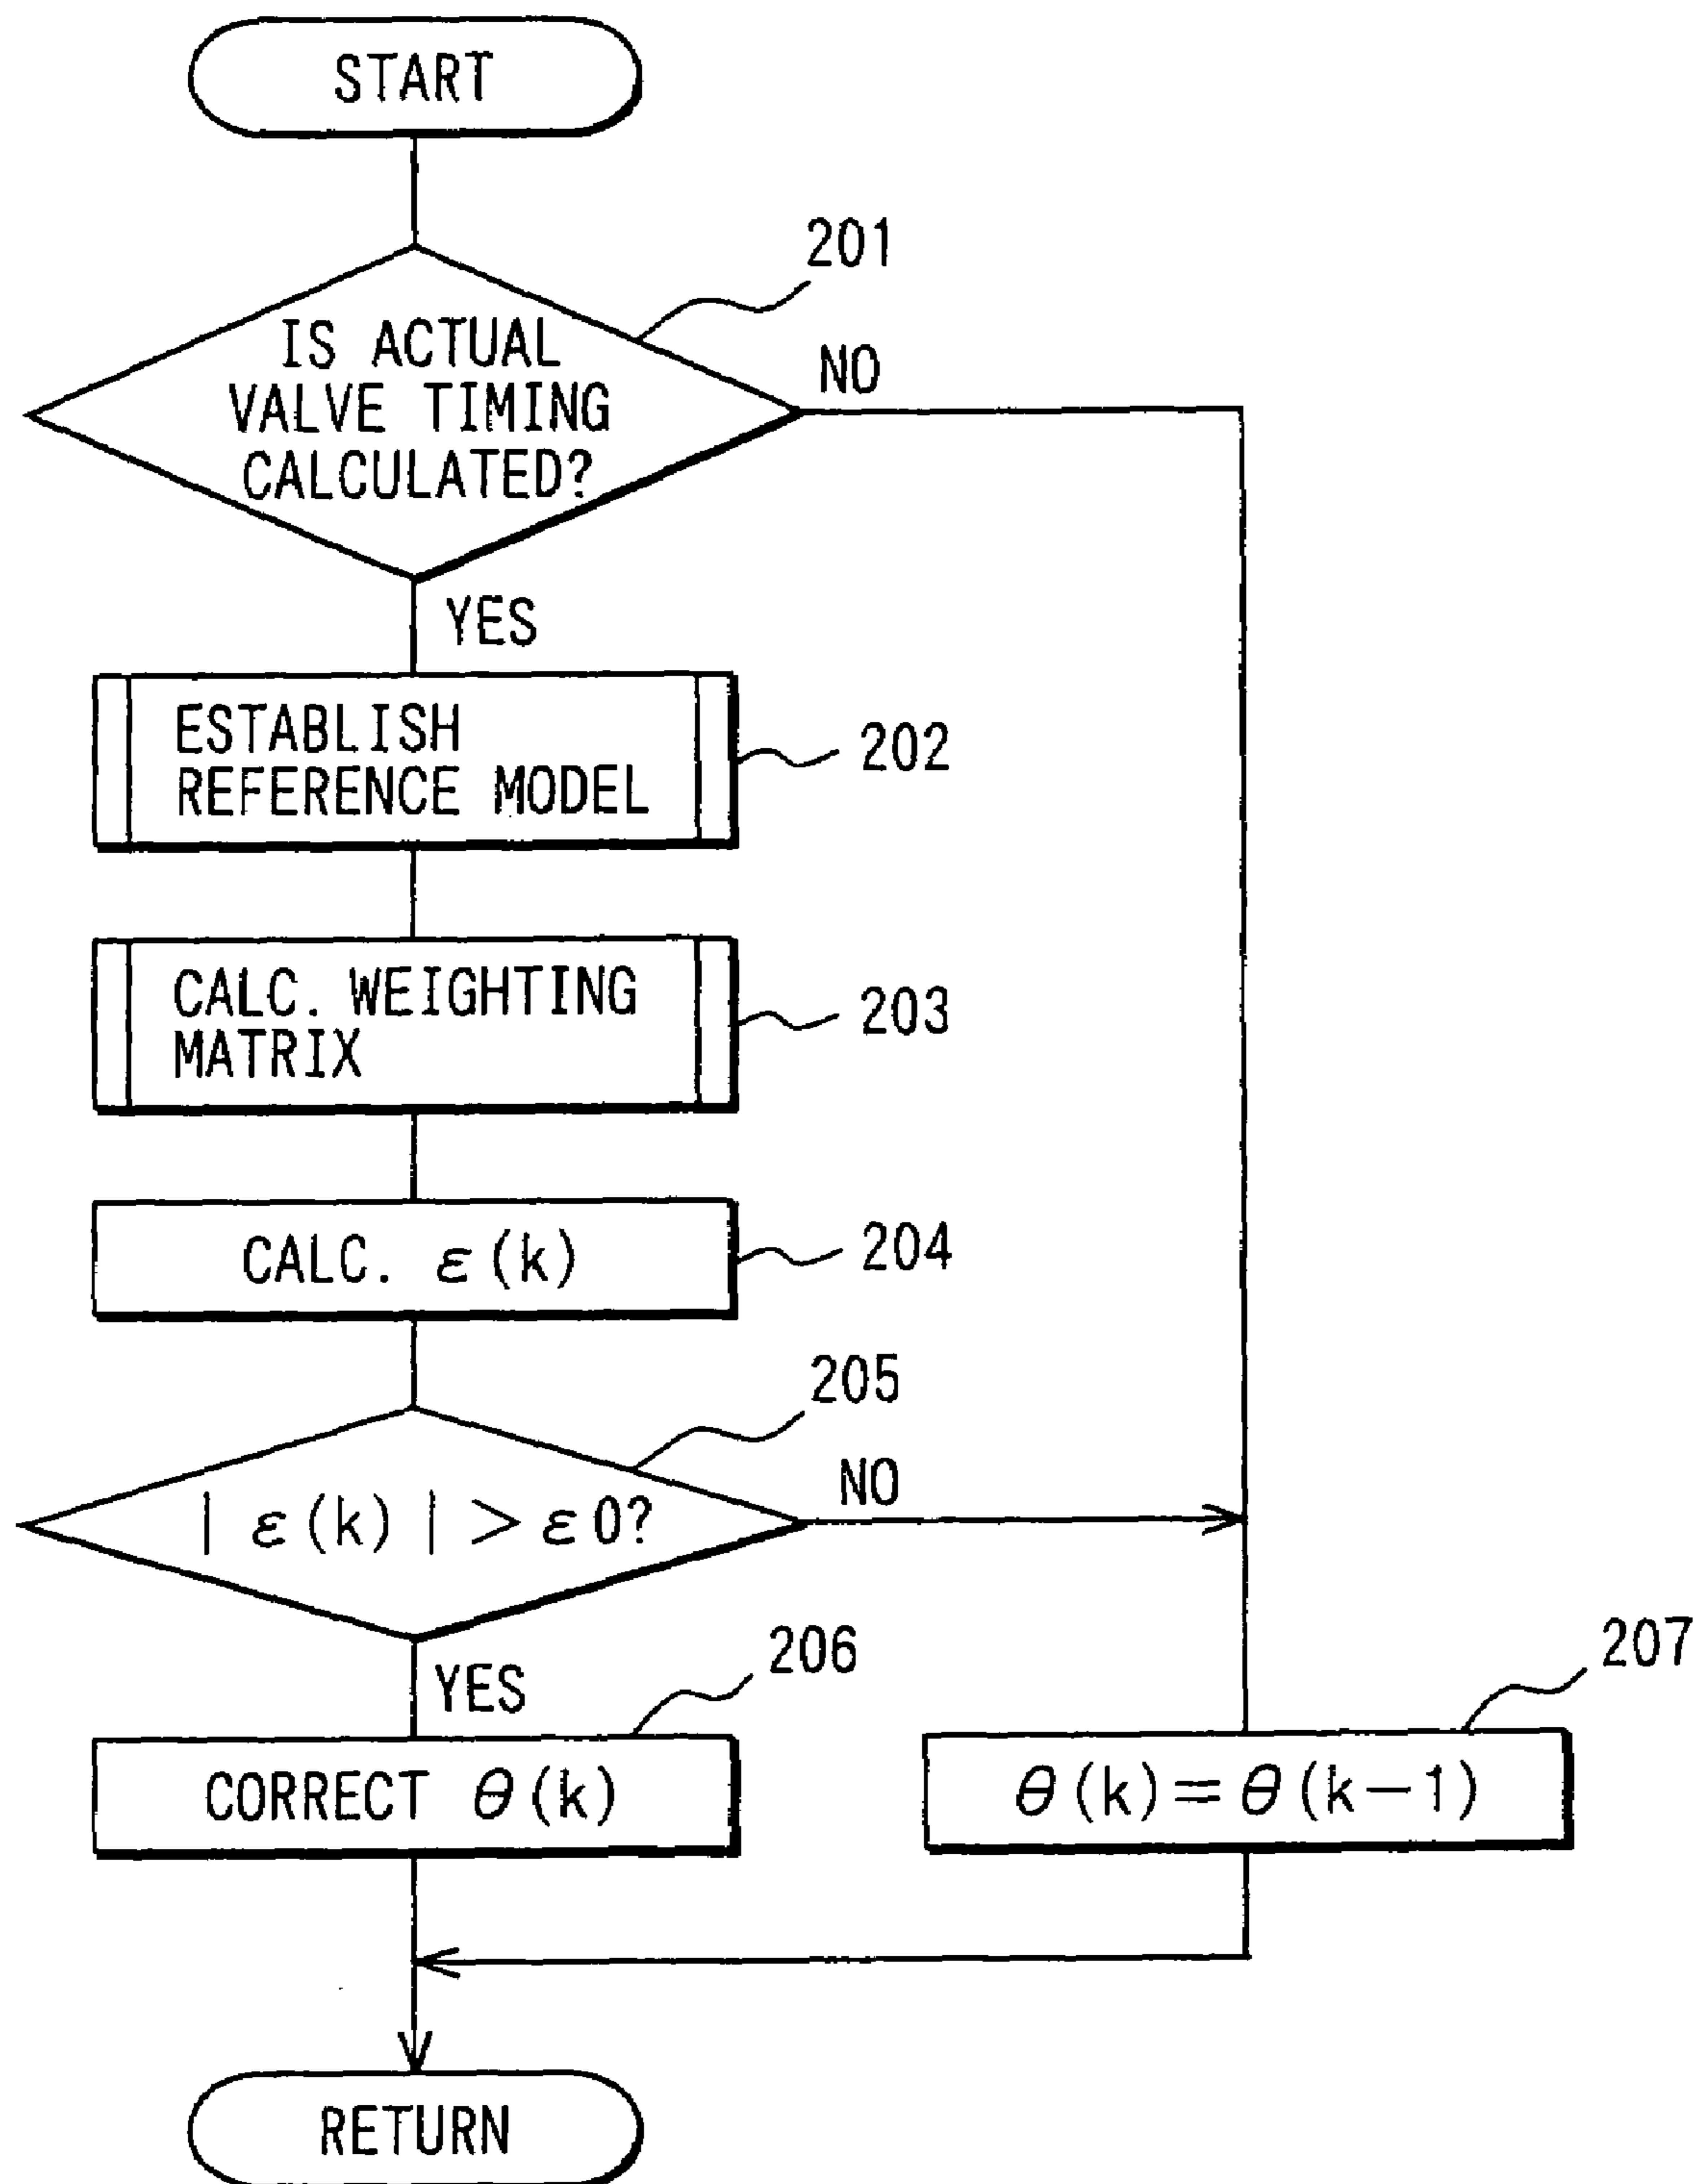 START
201
IS ACTUAL
VALVE TIMING
CALCULATED?
NO
YES
ESTABLISH
REFERENCE MODEL
202
CALC. WEIGHTING
MATRIX
203
CALC. ε(k)
204
205
| ε(k) | > ε0?
NO
YES
206
207
CORRECT θ(k)
θ(k)=θ(k−1)
RETURN